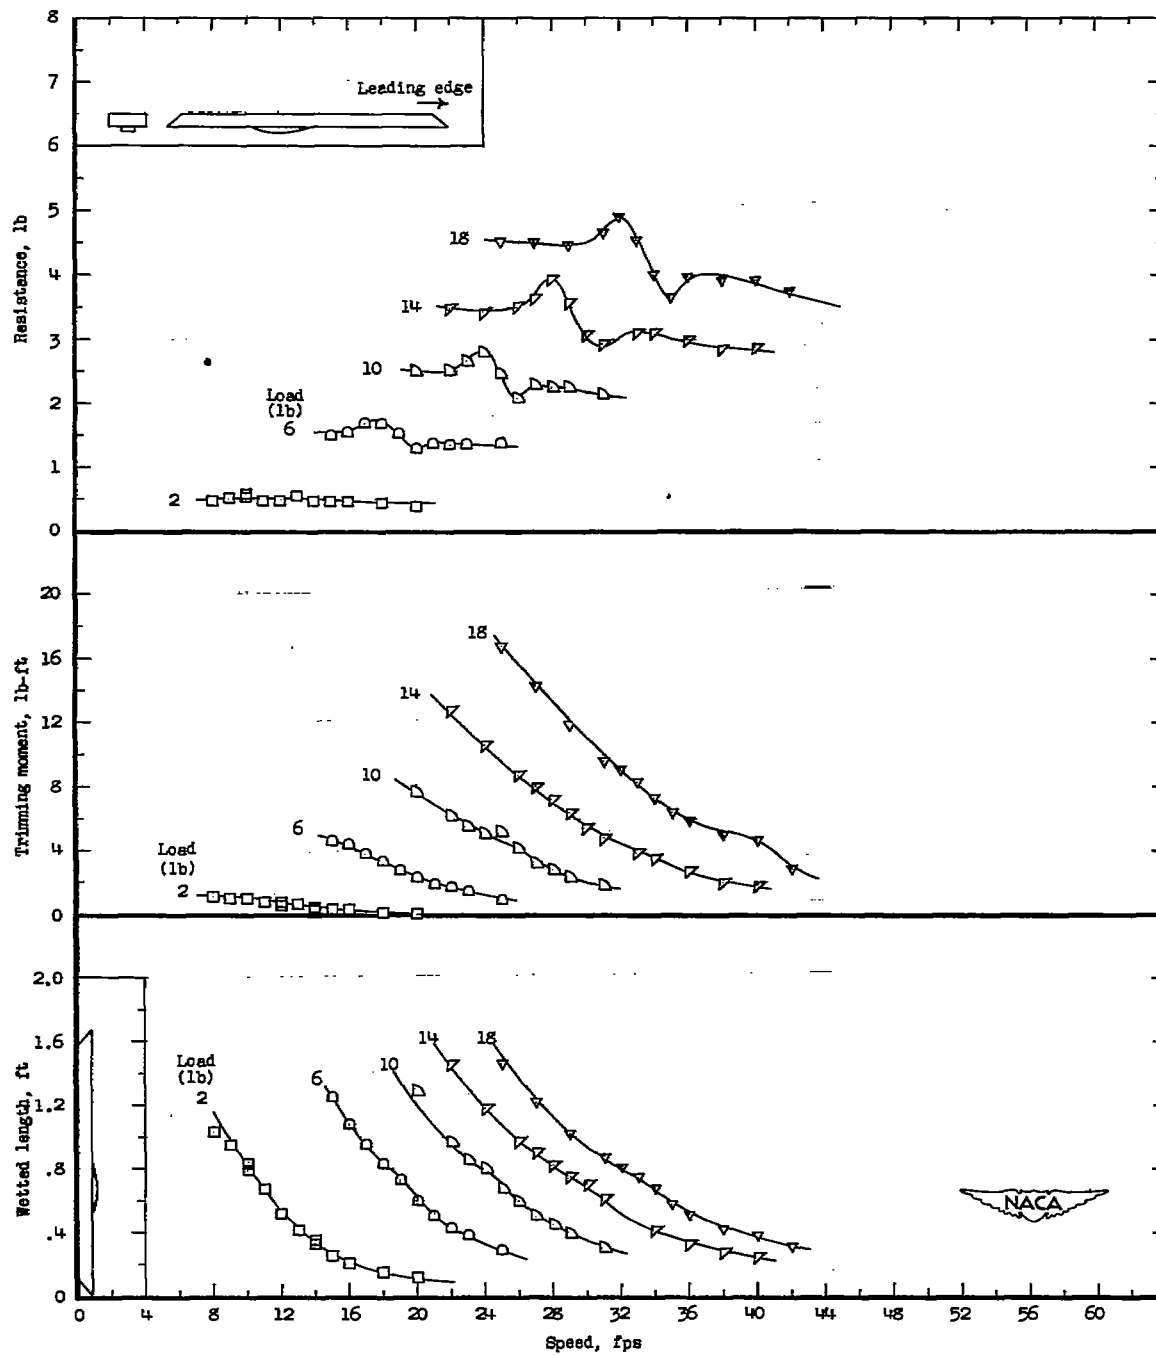 8
7
6
5
4
3
2
1
0
Resistance, lb
Leading edge
18
14
10
Load
(lb)
6
2
20
16
12
8
4
0
Trimming moment, lb-ft
18
14
10
6
Load
(lb)
2
2.0
1.6
1.2
.8
.4
0
Wetted length, ft
Load
(lb)
2
6
10
14
18
NACA
0 4 8 12 16 20 24 28 32 36 40 44 48 52 56 60
Speed, fps